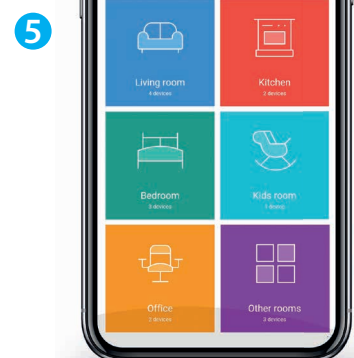 5
Living room
4 devices
Kitchen
2 devices
Bedroom
3 devices
Kids room
1 device
Office
2 devices
Other rooms
3 devices